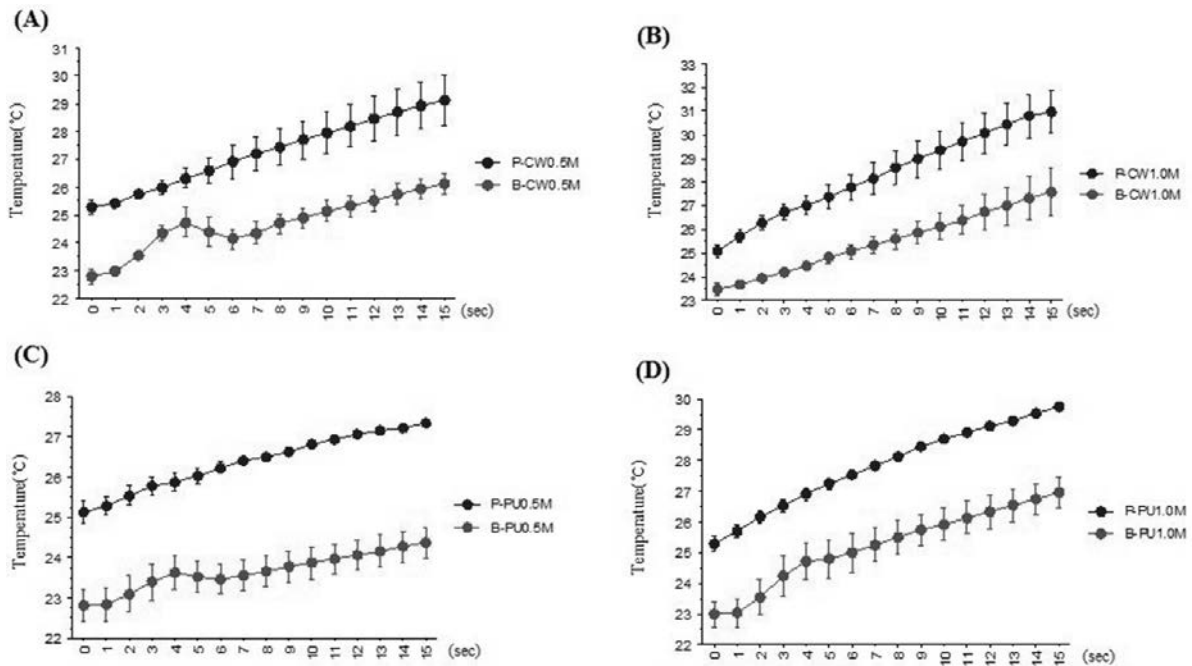 (A)
31
30
29
28
27
26
25
24
23
22
Temperature(℃)
0 1 2 3 4 5 6 7 8 9 10 11 12 13 14 15 (sec)
P-CW0.5M
B-CW0.5M
(B)
33
32
31
30
29
28
27
26
25
24
23
Temperature(℃)
0 1 2 3 4 5 6 7 8 9 10 11 12 13 14 15 (sec)
P-CW1.0M
B-CW1.0M
(C)
28
27
26
25
24
23
22
Temperature(℃)
0 1 2 3 4 5 6 7 8 9 10 11 12 13 14 15 (sec)
P-PU0.5M
B-PU0.5M
(D)
30
29
28
27
26
25
24
23
22
Temperature(℃)
0 1 2 3 4 5 6 7 8 9 10 11 12 13 14 15 (sec)
P-PU1.0M
B-PU1.0M